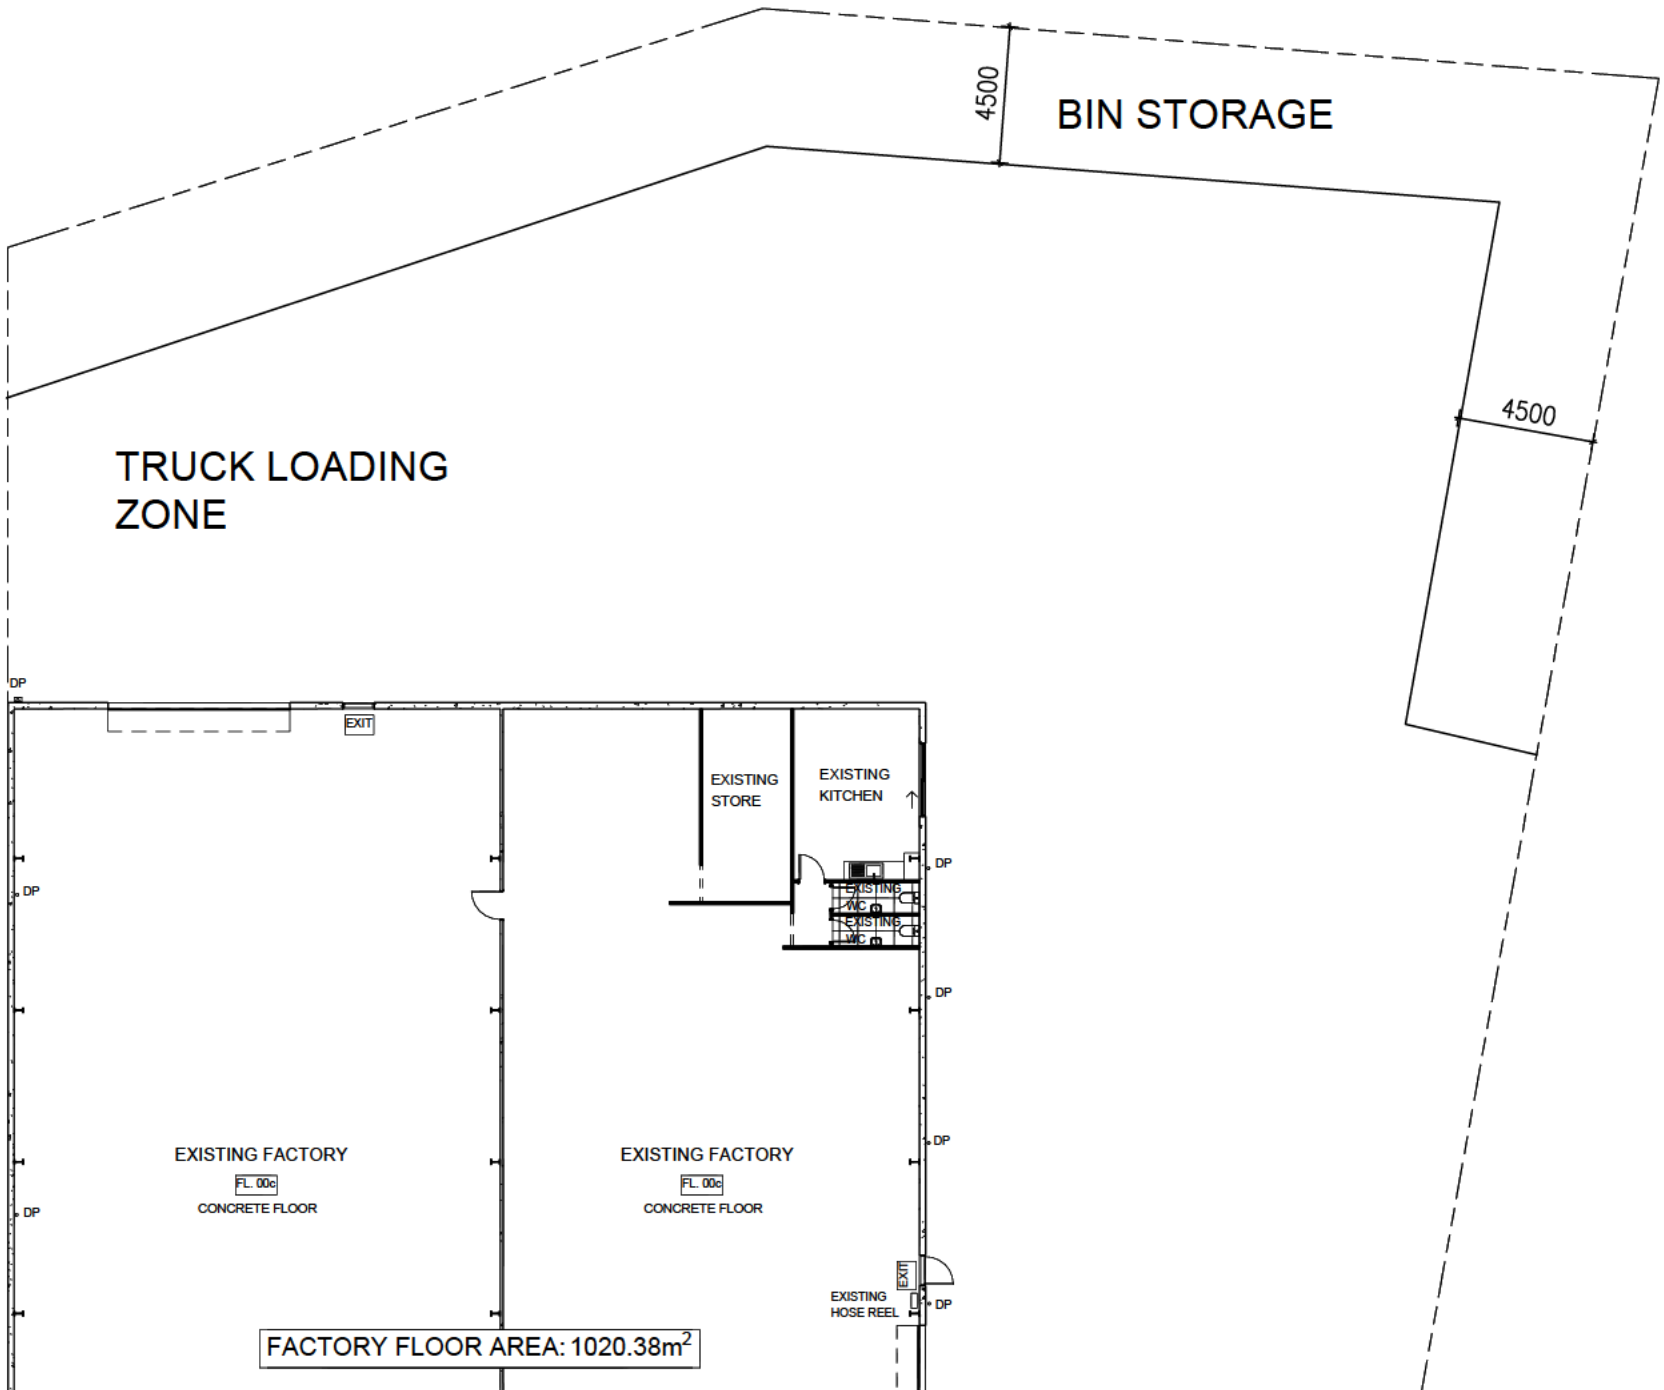 4500
BIN STORAGE
4500
TRUCK LOADING
ZONE
DP
EXIT
EXISTING
STORE
EXISTING
KITCHEN
DP
DP
EXISTING
WC
EXISTING
WC
DP
EXISTING FACTORY
FL. 00c
CONCRETE FLOOR
EXISTING FACTORY
FL. 00c
CONCRETE FLOOR
DP
DP
EXIT
EXISTING
HOSE REEL
DP
FACTORY FLOOR AREA: 1020.38m²